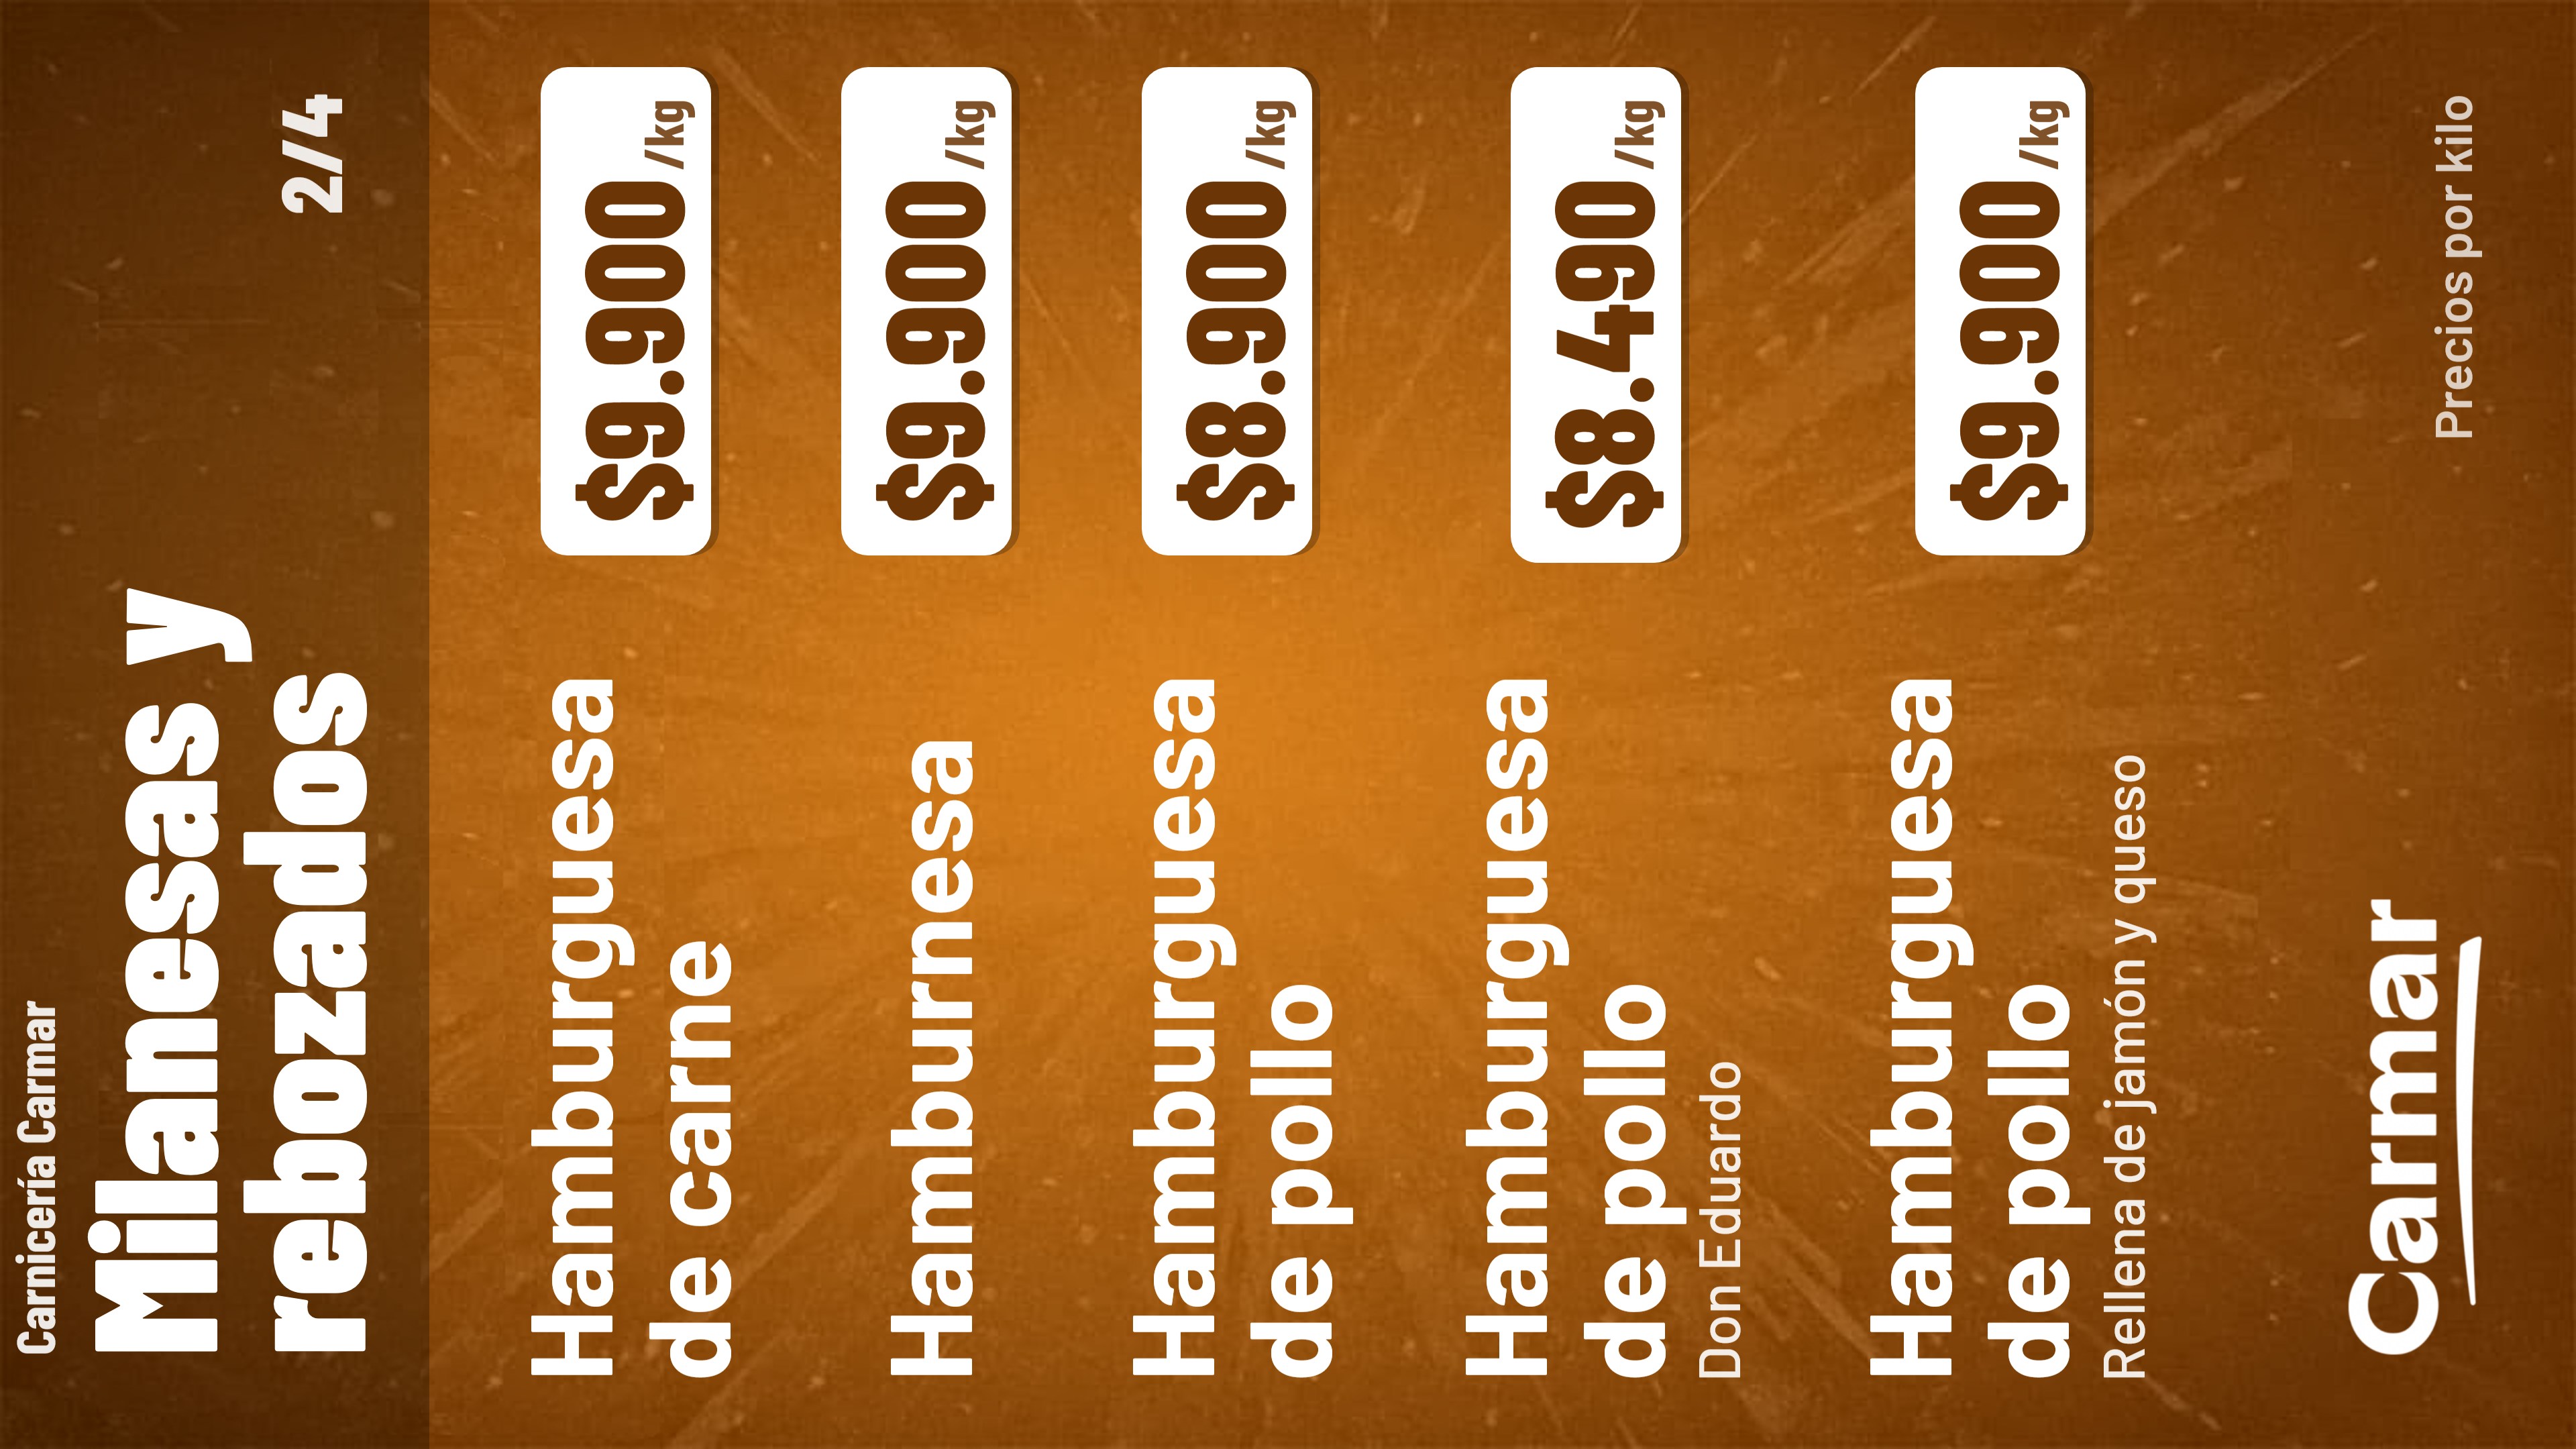 Carnicería Carmar
Milanesas y
rebozados
2/4
Hamburguesa
de carne
$9.900 /kg
Hamburnesa
$9.900 /kg
Hamburguesa
de pollo
$8.900 /kg
Hamburguesa
de pollo
Don Eduardo
$8.490 /kg
Hamburguesa
de pollo
Rellena de jamón y queso
$9.900 /kg
Carmar
Precios por kilo